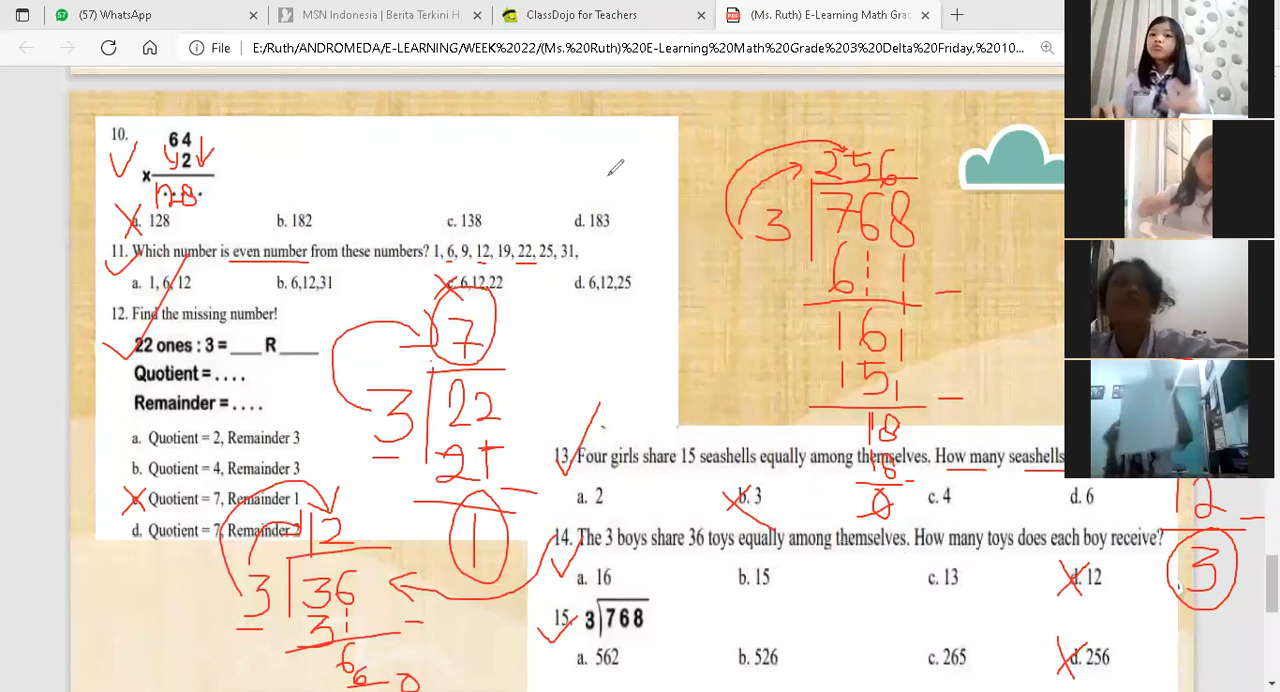 (57) WhatsApp
MSN Indonesia | Berita Terkini H
ClassDojo for Teachers
(Ms. Ruth) E-Learning Math Grad
File
E:/Ruth/ANDROMEDA/E-LEARNING/WEEK%2022/(Ms.%20Ruth)%20E-Learning%20Math%20Grade%203%20Beta%20Friday,%2010...
10.
64
2
x
128
a. 128 b. 182 c. 138 d. 183
11. Which number is even number from these numbers? 1, 6, 9, 12, 19, 22, 25, 31,
a. 1, 6, 12 b. 6,12,31 c. 6,12,22 d. 6,12,25
12. Find the missing number!
22 ones : 3 = ____ R _____
Quotient = . . . .
Remainder = . . . .
a. Quotient = 2, Remainder 3
b. Quotient = 4, Remainder 3
c. Quotient = 7, Remainder 1
d. Quotient = 7, Remainder 2
7
3 22
21
1
12
3 36
3
6
6
0
256
3 768
6
16
15
18
18
0
13. Four girls share 15 seashells equally among themselves. How many seashells
a. 2 b. 3 c. 4 d. 6
12
3
14. The 3 boys share 36 toys equally among themselves. How many toys does each boy receive?
a. 16 b. 15 c. 13 d. 12
15. 3 768
a. 562 b. 526 c. 265 d. 256